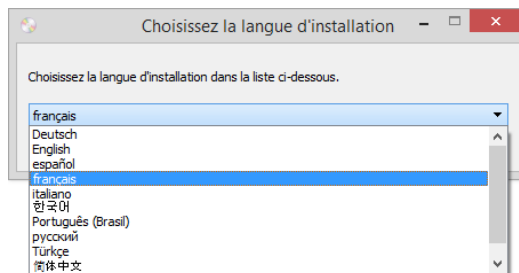 Choisissez la langue d'installation
Choisissez la langue d'installation dans la liste ci-dessous.
français
Deutsch
English
español
français
italiano
한국어
Português (Brasil)
русский
Türkçe
简体中文